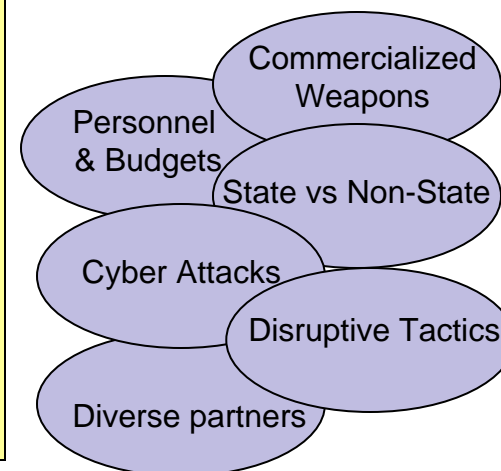 Commercialized
Weapons
Personnel
& Budgets
State vs Non-State
Cyber Attacks
Disruptive Tactics
Diverse partners